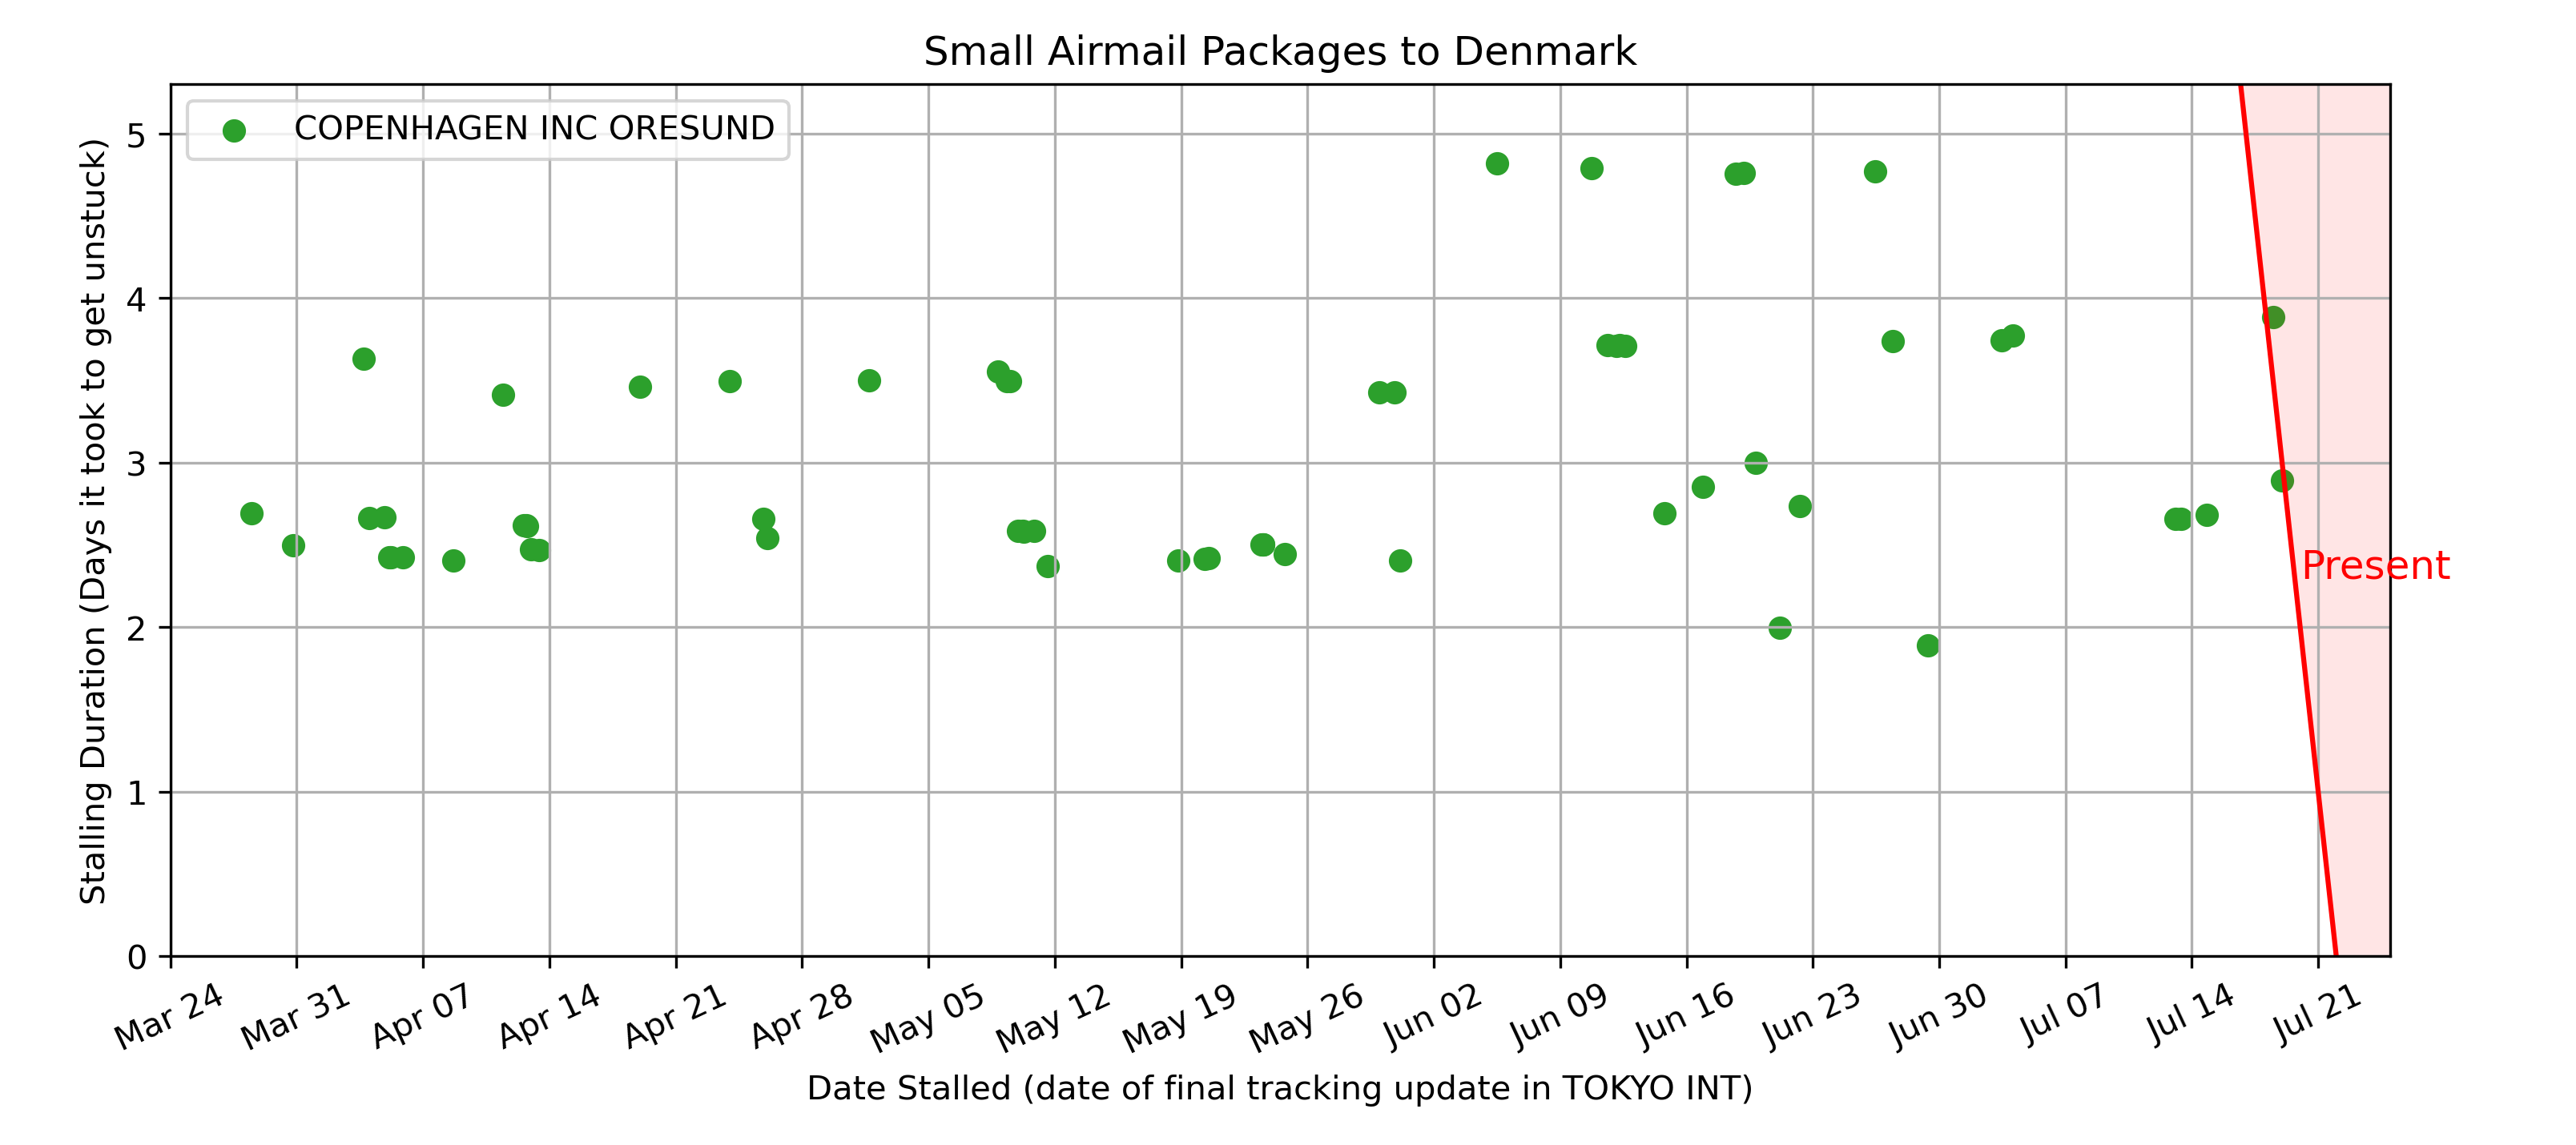 Small Airmail Packages to Denmark
COPENHAGEN INC ORESUND
Stalling Duration (Days it took to get unstuck)
5
4
3
2
1
0
Present
Mar 24
Mar 31
Apr 07
Apr 14
Apr 21
Apr 28
May 05
May 12
May 19
May 26
Jun 02
Jun 09
Jun 16
Jun 23
Jun 30
Jul 07
Jul 14
Jul 21
Date Stalled (date of final tracking update in TOKYO INT)